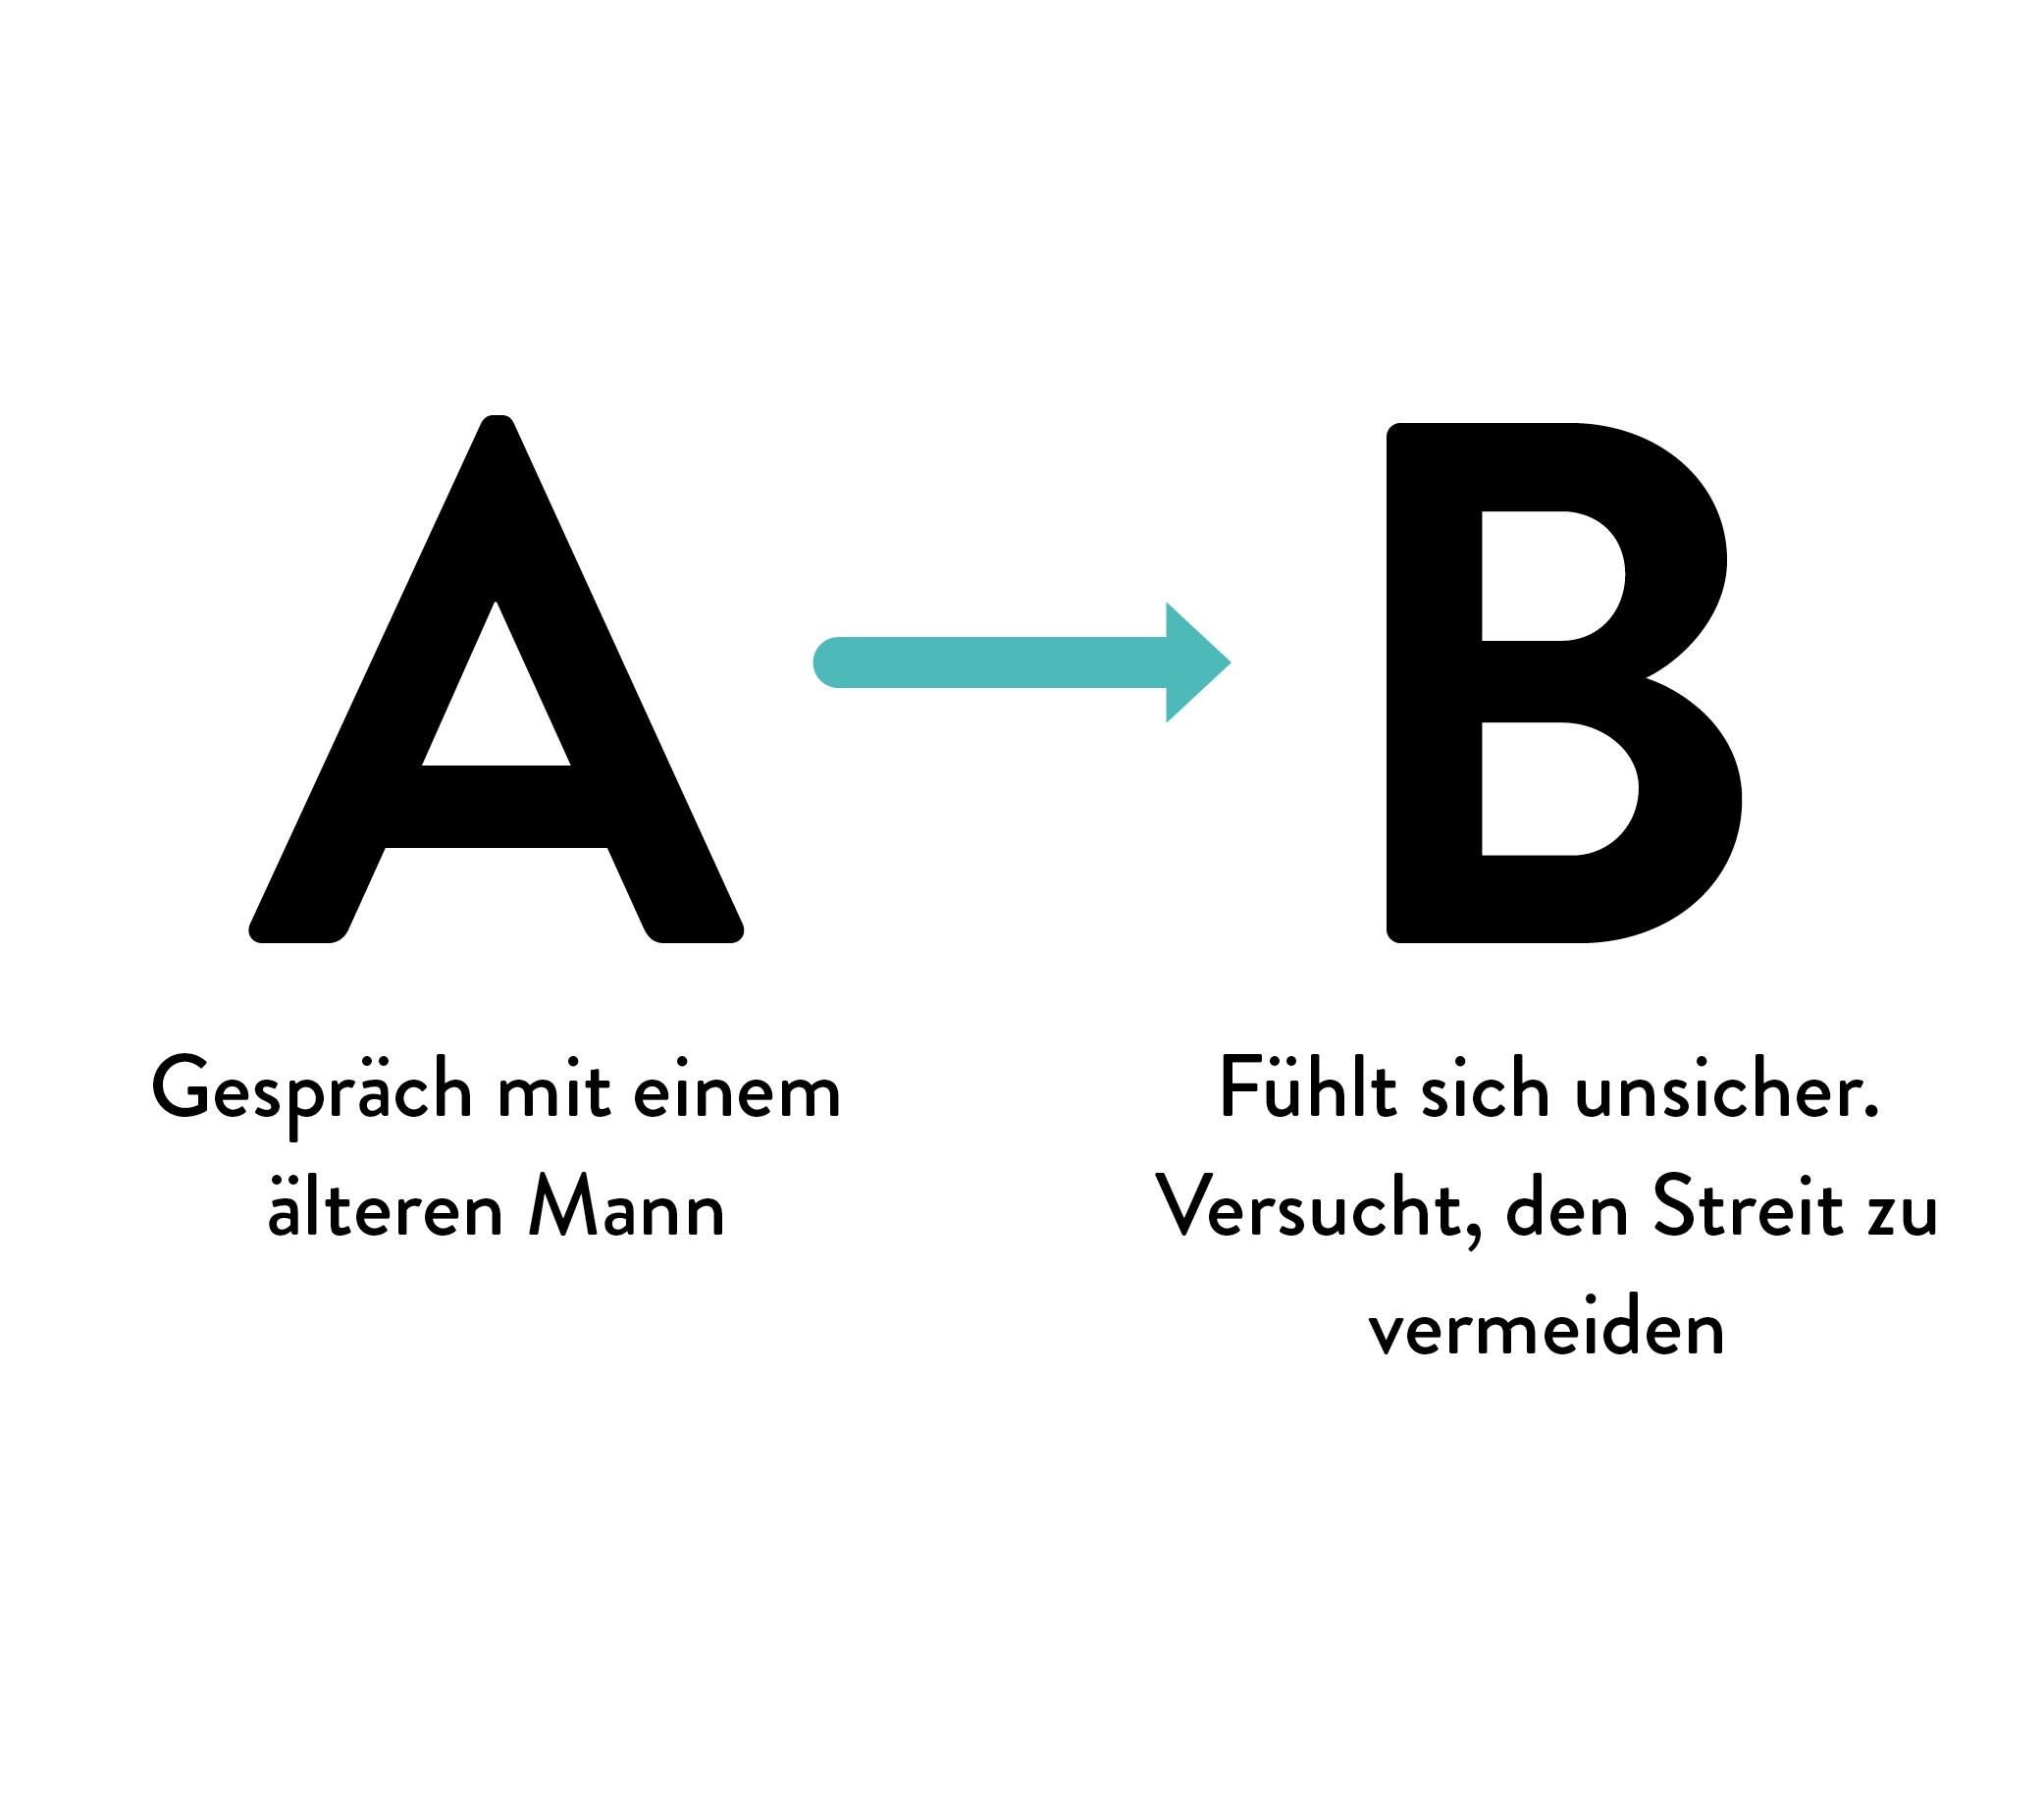 A
B
Gespräch mit einem
älteren Mann
Fühlt sich unsicher.
Versucht, den Streit zu
vermeiden